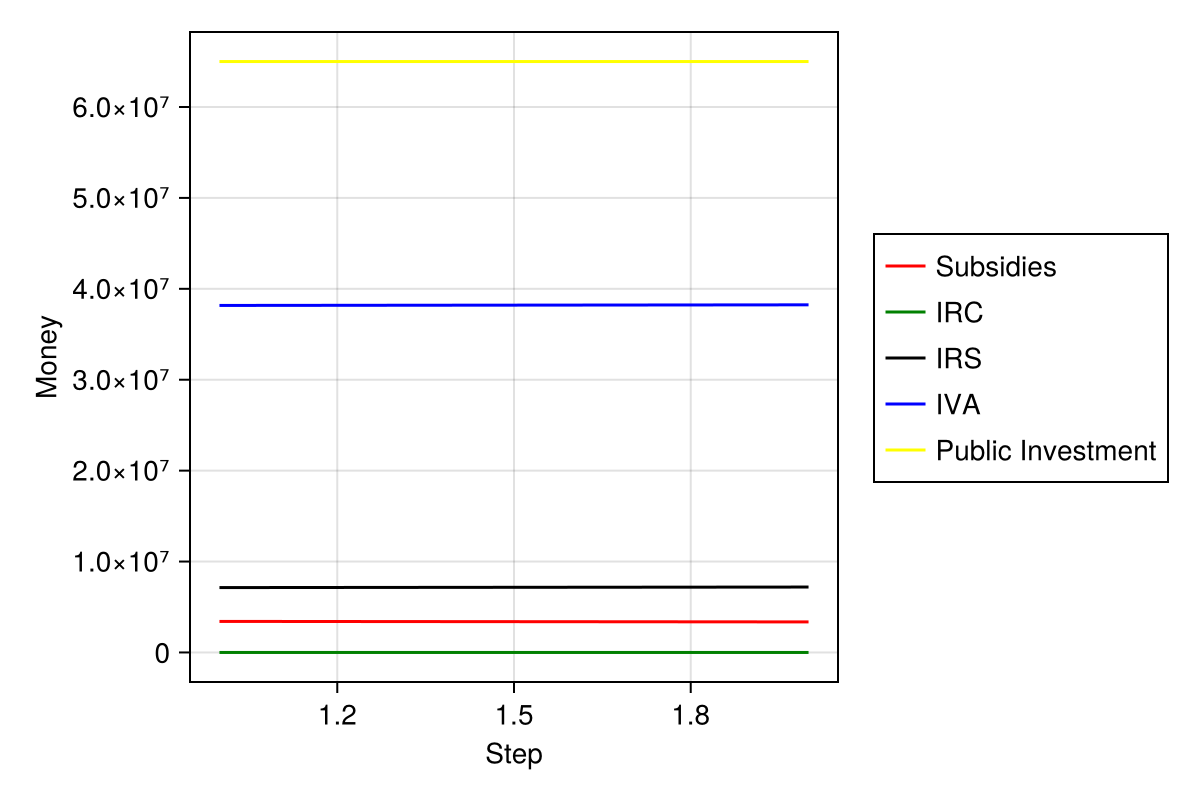 6.0×10⁷
5.0×10⁷
4.0×10⁷
3.0×10⁷
2.0×10⁷
1.0×10⁷
0
Money
1.2 1.5 1.8
Step
Subsidies
IRC
IRS
IVA
Public Investment